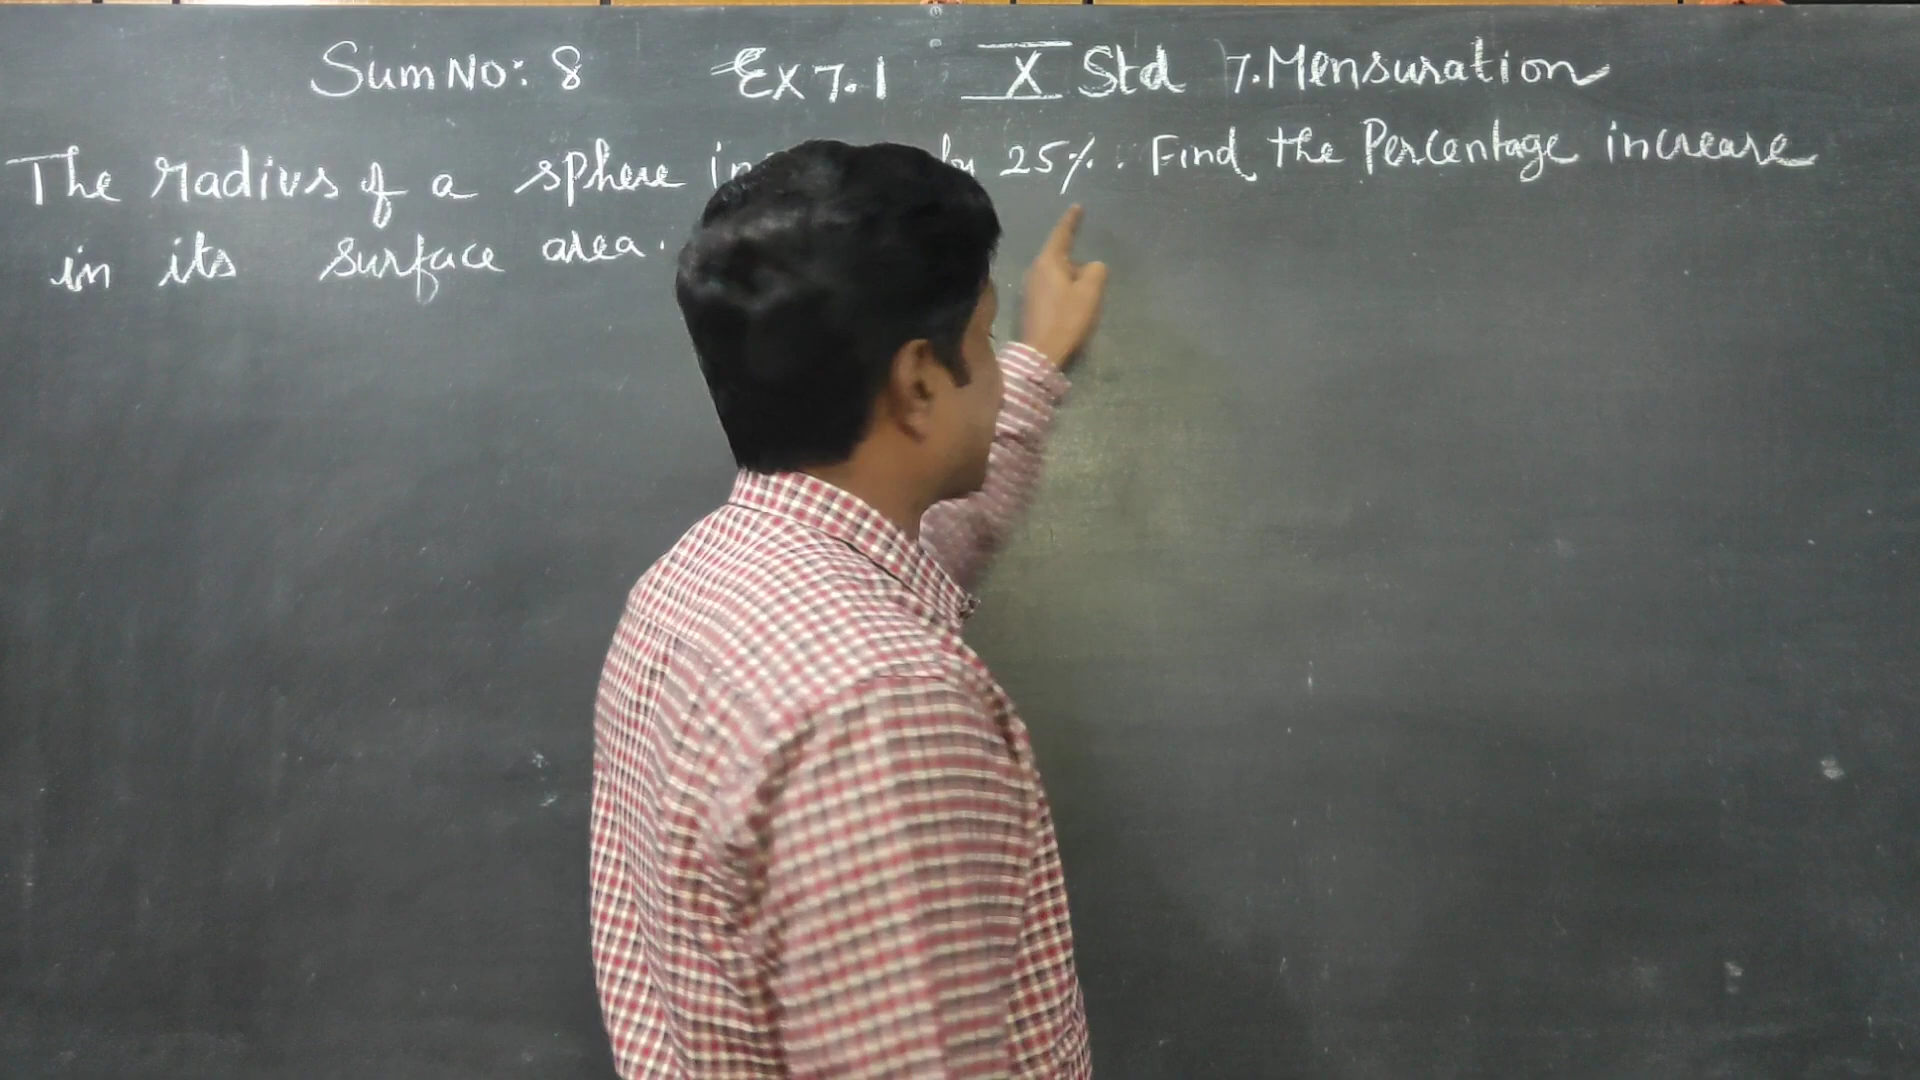 Sum No: 8 Ex 7.1 X Std 7. Mensuration
The radius of a sphere by 25%. Find the Percentage increase
in its surface area.